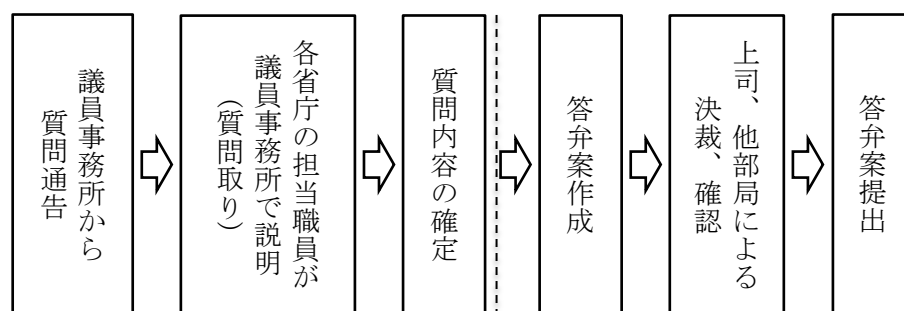 議員事務所から
質問通告
各省庁の担当職員が
議員事務所で説明
（質問取り）
質問内容の確定
答弁案作成
上司、他部局による
決裁、確認
答弁案提出